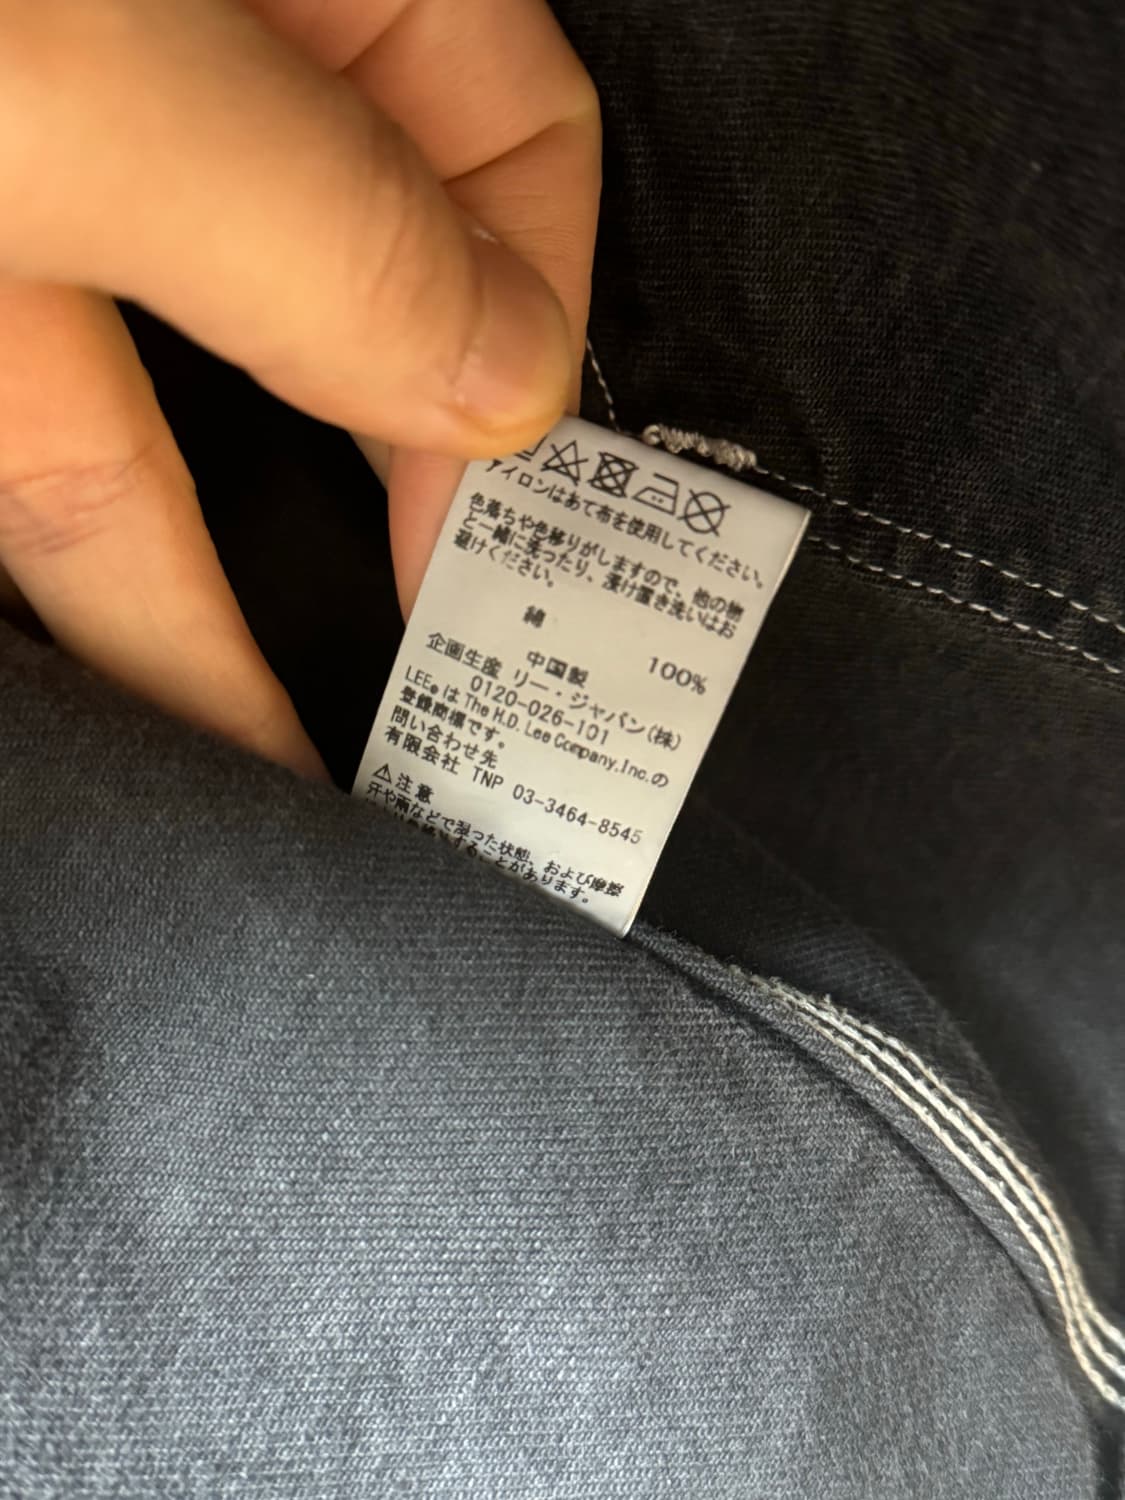 アイロンはあて布を使用してください。
色落ちや色移りがしますので、他の物
と一緒に洗ったり、浸け置き洗いはお
避けください。
綿 100%
中国製
企画生産 リー・ジャパン(株)
0120-026-101
LEE®は The H.D. Lee Company,Inc.の
登録商標です。
問い合わせ先
有限会社 TNP 03-3464-8545
⚠注意
汗や雨などで湿った状態、および摩擦
することがあります。